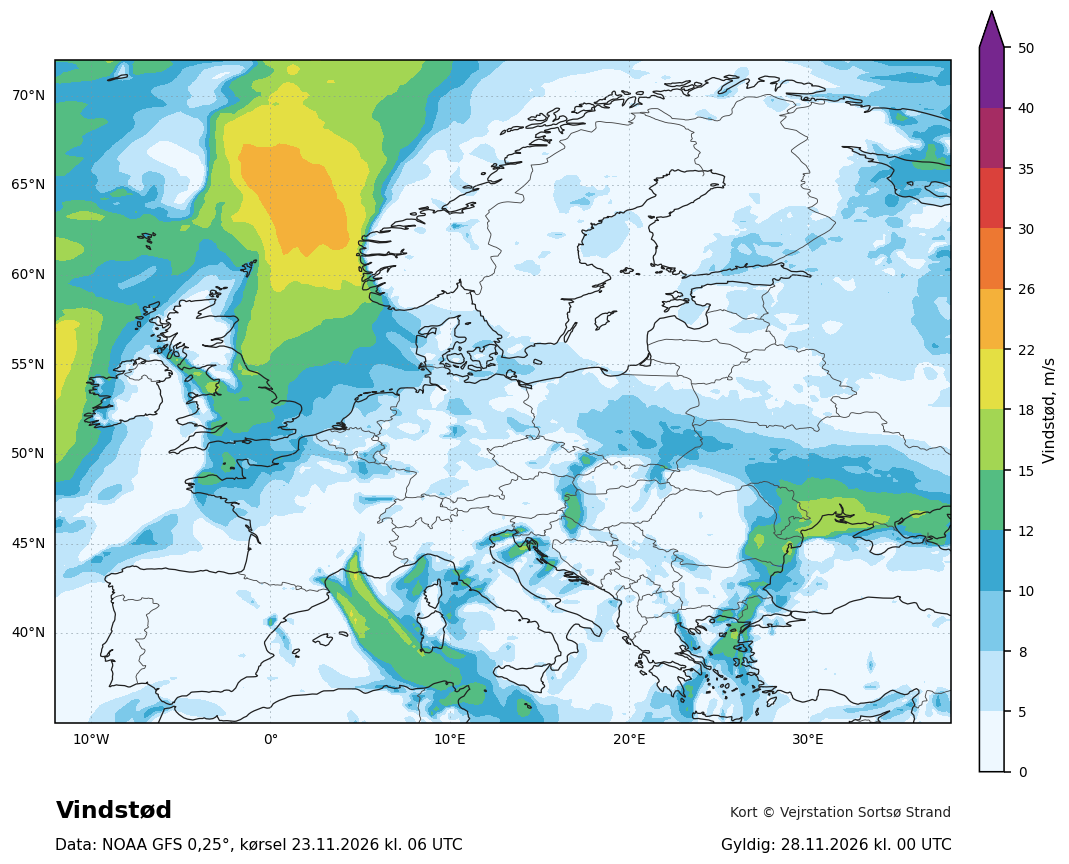 50
40
35
30
26
22
18
15
12
10
8
5
0
Vindstød, m/s
70°N
65°N
60°N
55°N
50°N
45°N
40°N
10°W
0°
10°E
20°E
30°E
Vindstød
Kort © Vejrstation Sortsø Strand
Data: NOAA GFS 0,25°, kørsel 23.11.2026 kl. 06 UTC
Gyldig: 28.11.2026 kl. 00 UTC